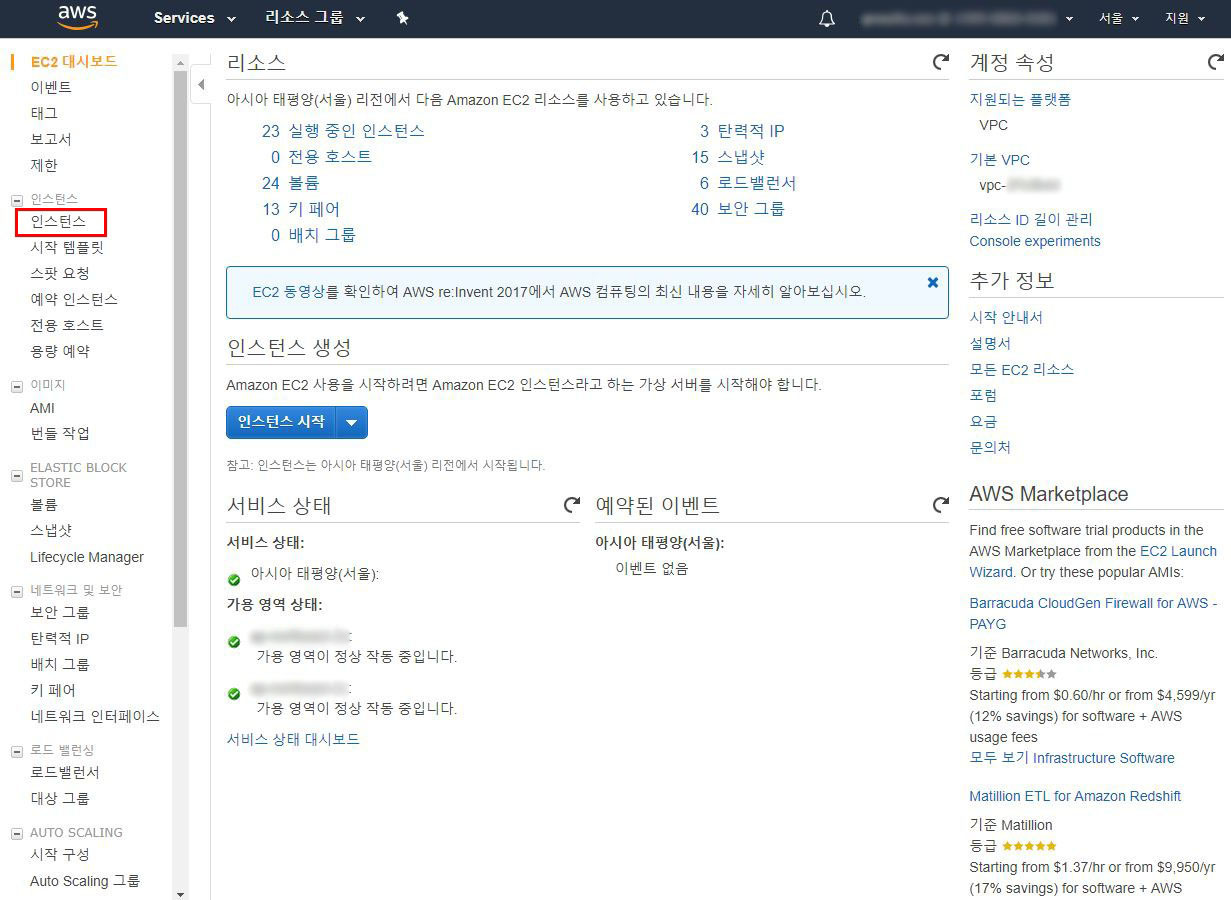 aws
Services
리소스 그룹
서울
지원
EC2 대시보드
이벤트
태그
보고서
제한
인스턴스
인스턴스
시작 템플릿
스팟 요청
예약 인스턴스
전용 호스트
용량 예약
이미지
AMI
번들 작업
ELASTIC BLOCK
STORE
볼륨
스냅샷
Lifecycle Manager
네트워크 및 보안
보안 그룹
탄력적 IP
배치 그룹
키 페어
네트워크 인터페이스
로드 밸런싱
로드밸런서
대상 그룹
AUTO SCALING
시작 구성
Auto Scaling 그룹
리소스
아시아 태평양(서울) 리전에서 다음 Amazon EC2 리소스를 사용하고 있습니다.
23 실행 중인 인스턴스
0 전용 호스트
24 볼륨
13 키 페어
0 배치 그룹
3 탄력적 IP
15 스냅샷
6 로드밸런서
40 보안 그룹
EC2 동영상를 확인하여 AWS re:Invent 2017에서 AWS 컴퓨팅의 최신 내용을 자세히 알아보십시오.
인스턴스 생성
Amazon EC2 사용을 시작하려면 Amazon EC2 인스턴스라고 하는 가상 서버를 시작해야 합니다.
인스턴스 시작
참고: 인스턴스는 아시아 태평양(서울) 리전에서 시작됩니다.
서비스 상태
서비스 상태:
아시아 태평양(서울):
가용 영역 상태:
:
가용 영역이 정상 작동 중입니다.
:
가용 영역이 정상 작동 중입니다.
서비스 상태 대시보드
예약된 이벤트
아시아 태평양(서울):
이벤트 없음
계정 속성
지원되는 플랫폼
VPC
기본 VPC
vpc-
리소스 ID 길이 관리
Console experiments
추가 정보
시작 안내서
설명서
모든 EC2 리소스
포럼
요금
문의처
AWS Marketplace
Find free software trial products in the
AWS Marketplace from the EC2 Launch
Wizard. Or try these popular AMIs:
Barracuda CloudGen Firewall for AWS -
PAYG
기준 Barracuda Networks, Inc.
등급
Starting from $0.60/hr or from $4,599/yr
(12% savings) for software + AWS
usage fees
모두 보기 Infrastructure Software
Matillion ETL for Amazon Redshift
기준 Matillion
등급
Starting from $1.37/hr or from $9,950/yr
(17% savings) for software + AWS